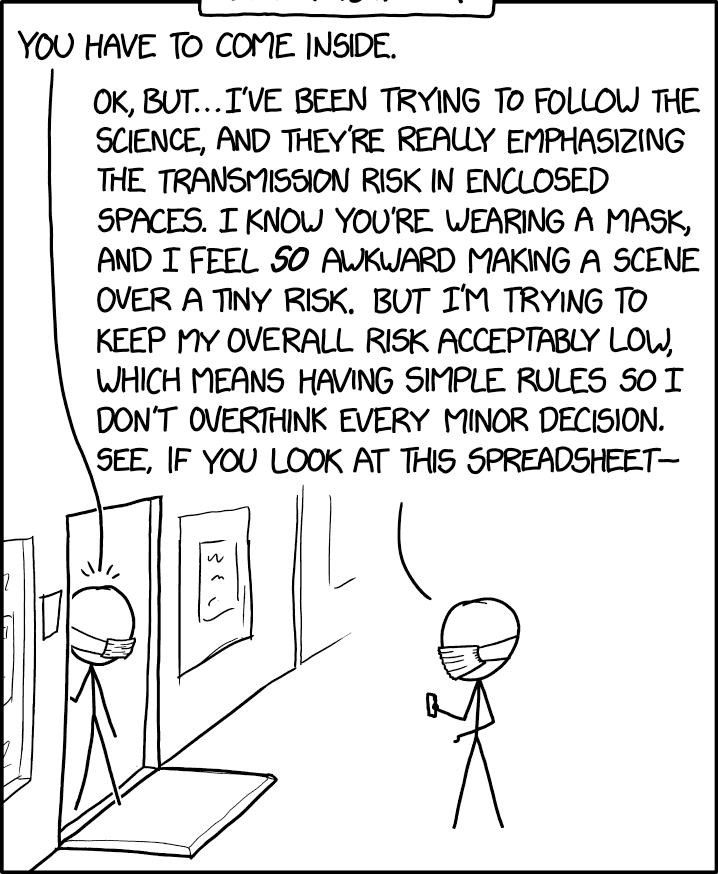 YOU HAVE TO COME INSIDE.
OK, BUT...I'VE BEEN TRYING TO FOLLOW THE
SCIENCE, AND THEY'RE REALLY EMPHASIZING
THE TRANSMISSION RISK IN ENCLOSED
SPACES. I KNOW YOU'RE WEARING A MASK,
AND I FEEL SO AWKWARD MAKING A SCENE
OVER A TINY RISK. BUT I'M TRYING TO
KEEP MY OVERALL RISK ACCEPTABLY LOW,
WHICH MEANS HAVING SIMPLE RULES SO I
DON'T OVERTHINK EVERY MINOR DECISION.
SEE, IF YOU LOOK AT THIS SPREADSHEET—